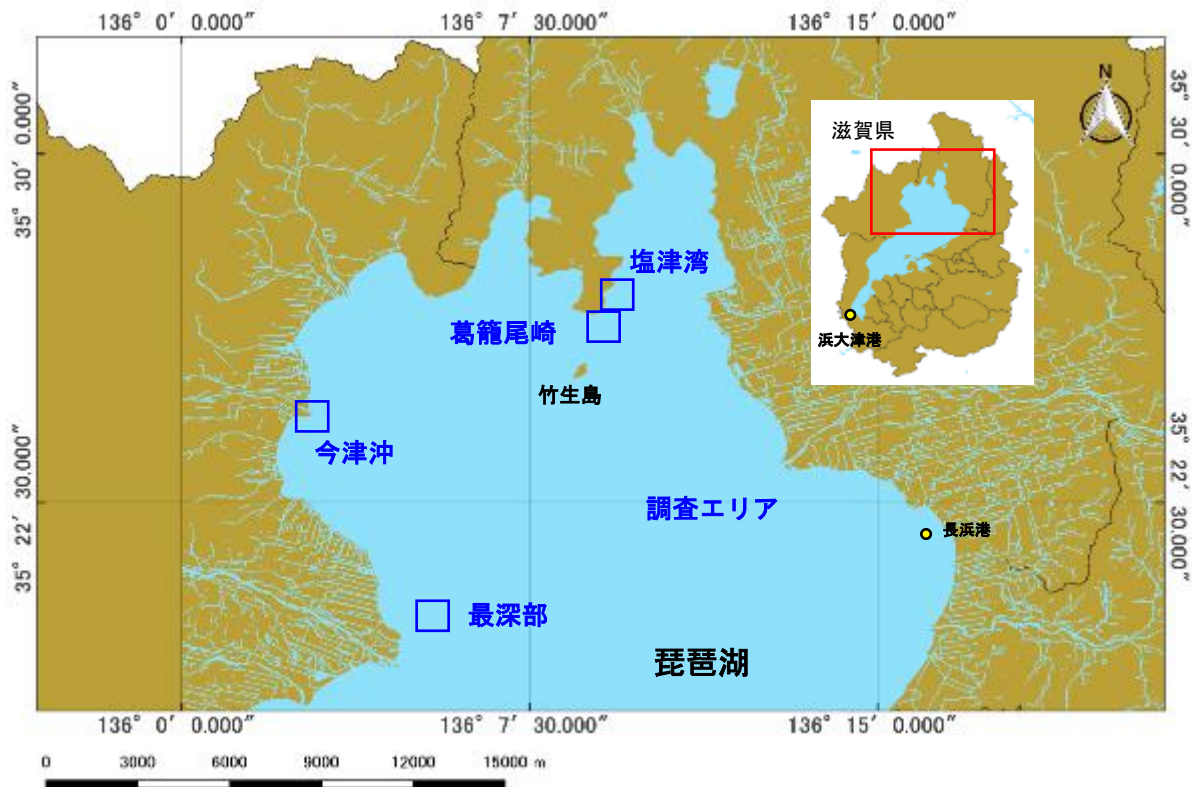 136° 0′ 0.000″
136° 7′ 30.000″
136° 15′ 0.000″
35° 30′ 0.000″
35° 30′ 0.000″
N
滋賀県
浜大津港
塩津湾
葛籠尾崎
竹生島
今津沖
調査エリア
長浜港
35° 22′ 30.000″
35° 22′ 30.000″
最深部
琵琶湖
136° 0′ 0.000″
136° 7′ 30.000″
136° 15′ 0.000″
0 3000 6000 9000 12000 15000 m